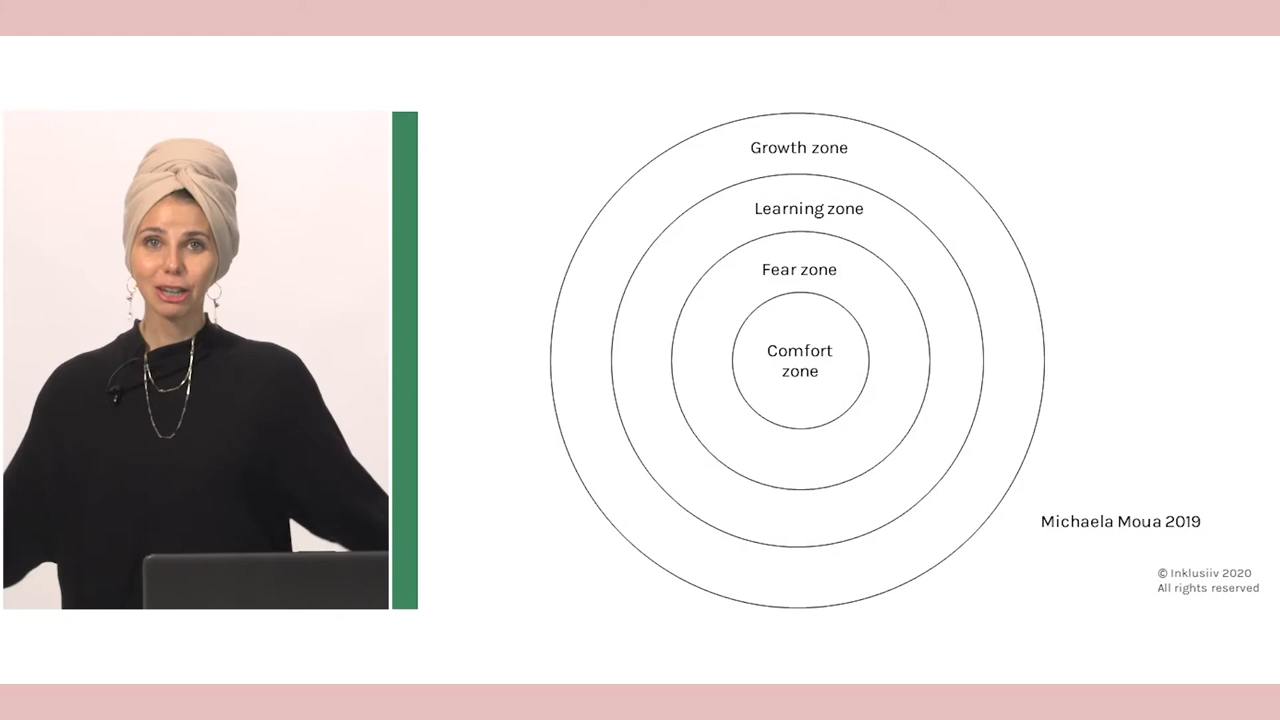 Growth zone
Learning zone
Fear zone
Comfort
zone
Michaela Moua 2019
© Inklusiiv 2020
All rights reserved